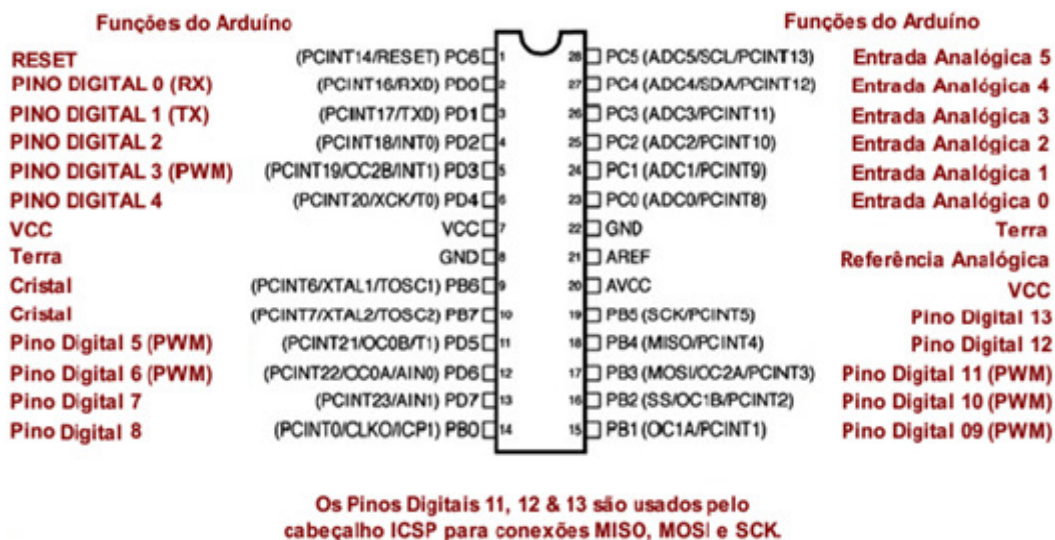 Funções do Arduíno Funções do Arduíno
RESET (PCINT14/RESET) PC6 1 28 PC5 (ADC5/SCL/PCINT13) Entrada Analógica 5
PINO DIGITAL 0 (RX) (PCINT16/RXD) PD0 2 27 PC4 (ADC4/SDA/PCINT12) Entrada Analógica 4
PINO DIGITAL 1 (TX) (PCINT17/TXD) PD1 3 26 PC3 (ADC3/PCINT11) Entrada Analógica 3
PINO DIGITAL 2 (PCINT18/INT0) PD2 4 25 PC2 (ADC2/PCINT10) Entrada Analógica 2
PINO DIGITAL 3 (PWM) (PCINT19/OC2B/INT1) PD3 5 24 PC1 (ADC1/PCINT9) Entrada Analógica 1
PINO DIGITAL 4 (PCINT20/XCK/T0) PD4 6 23 PC0 (ADC0/PCINT8) Entrada Analógica 0
VCC VCC 7 22 GND Terra
Terra GND 8 21 AREF Referência Analógica
Cristal (PCINT6/XTAL1/TOSC1) PB6 9 20 AVCC VCC
Cristal (PCINT7/XTAL2/TOSC2) PB7 10 19 PB5 (SCK/PCINT5) Pino Digital 13
Pino Digital 5 (PWM) (PCINT21/OC0B/T1) PD5 11 18 PB4 (MISO/PCINT4) Pino Digital 12
Pino Digital 6 (PWM) (PCINT22/OC0A/AIN0) PD6 12 17 PB3 (MOSI/OC2A/PCINT3) Pino Digital 11 (PWM)
Pino Digital 7 (PCINT23/AIN1) PD7 13 16 PB2 (SS/OC1B/PCINT2) Pino Digital 10 (PWM)
Pino Digital 8 (PCINT0/CLKO/ICP1) PB0 14 15 PB1 (OC1A/PCINT1) Pino Digital 09 (PWM)
Os Pinos Digitais 11, 12 & 13 são usados pelo
cabeçalho ICSP para conexões MISO, MOSI e SCK.